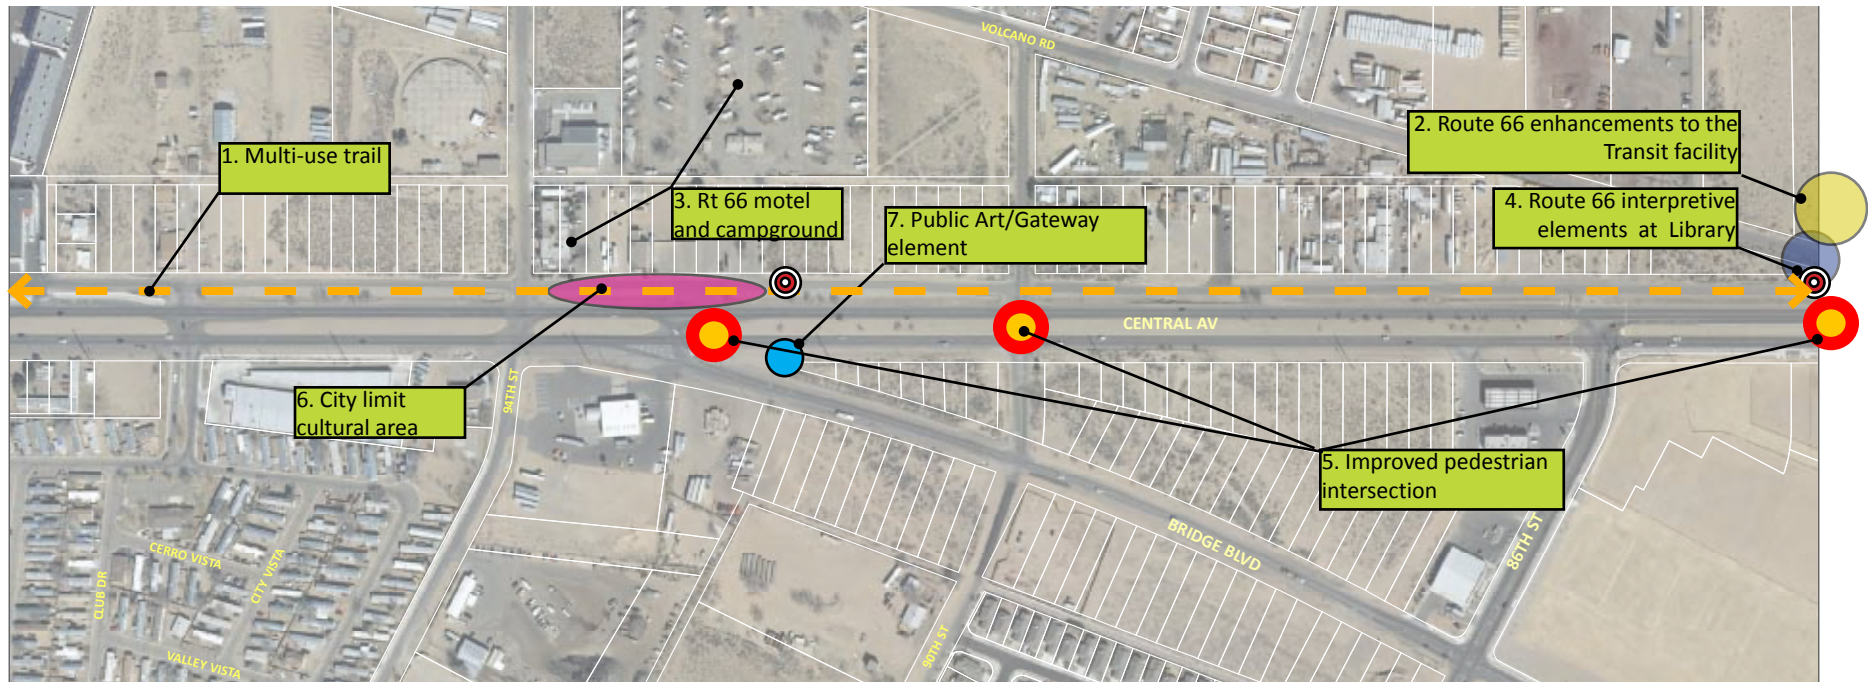 VOLCANO RD
2. Route 66 enhancements to the
Transit facility
1. Multi-use trail
3. Rt 66 motel
and campground
4. Route 66 interpretive
elements at Library
7. Public Art/Gateway
element
CENTRAL AV
94TH ST
6. City limit
cultural area
5. Improved pedestrian
intersection
BRIDGE BLVD
86TH ST
CERRO VISTA
CITY VISTA
CLUB DR
90TH ST
VALLEY VISTA